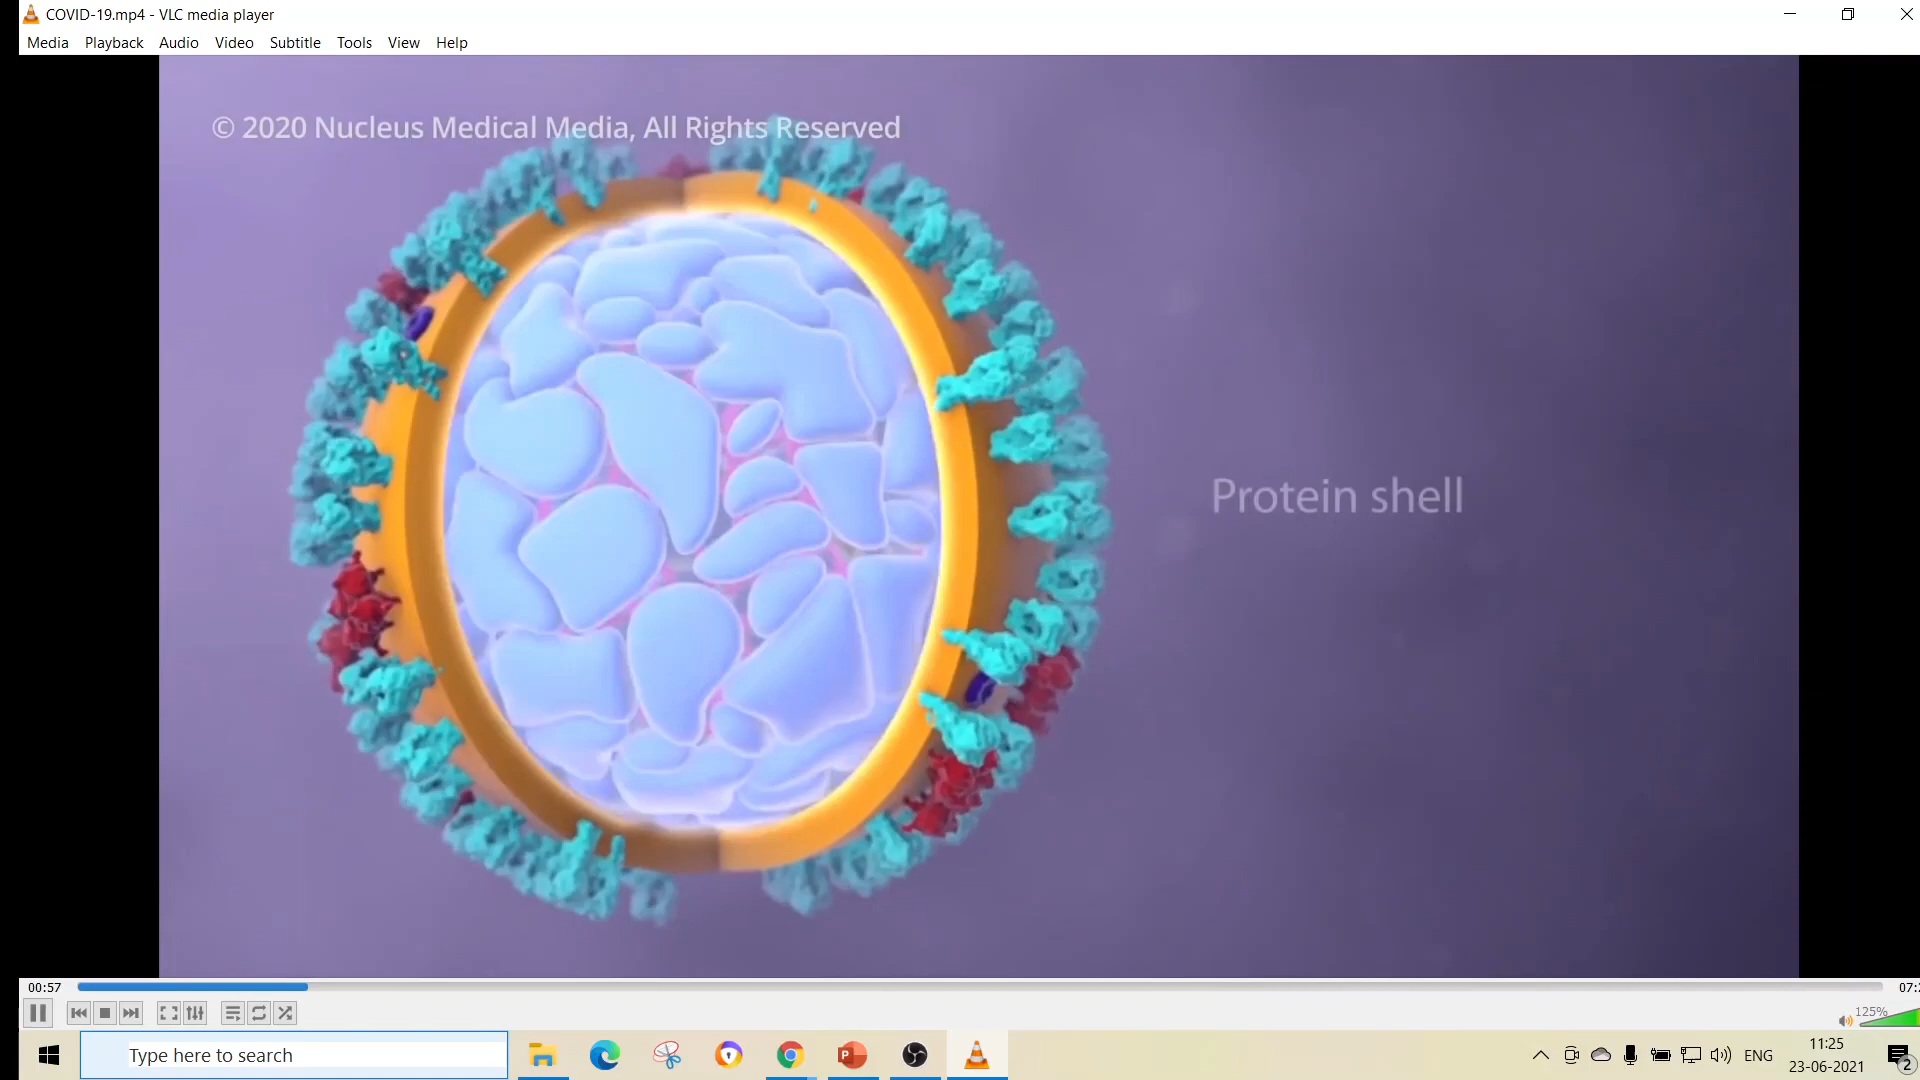 COVID-19.mp4 - VLC media player
Media Playback Audio Video Subtitle Tools View Help
© 2020 Nucleus Medical Media, All Rights Reserved
Protein shell
00:57
125%
Type here to search
P
ENG
11:25
23-06-2021
2